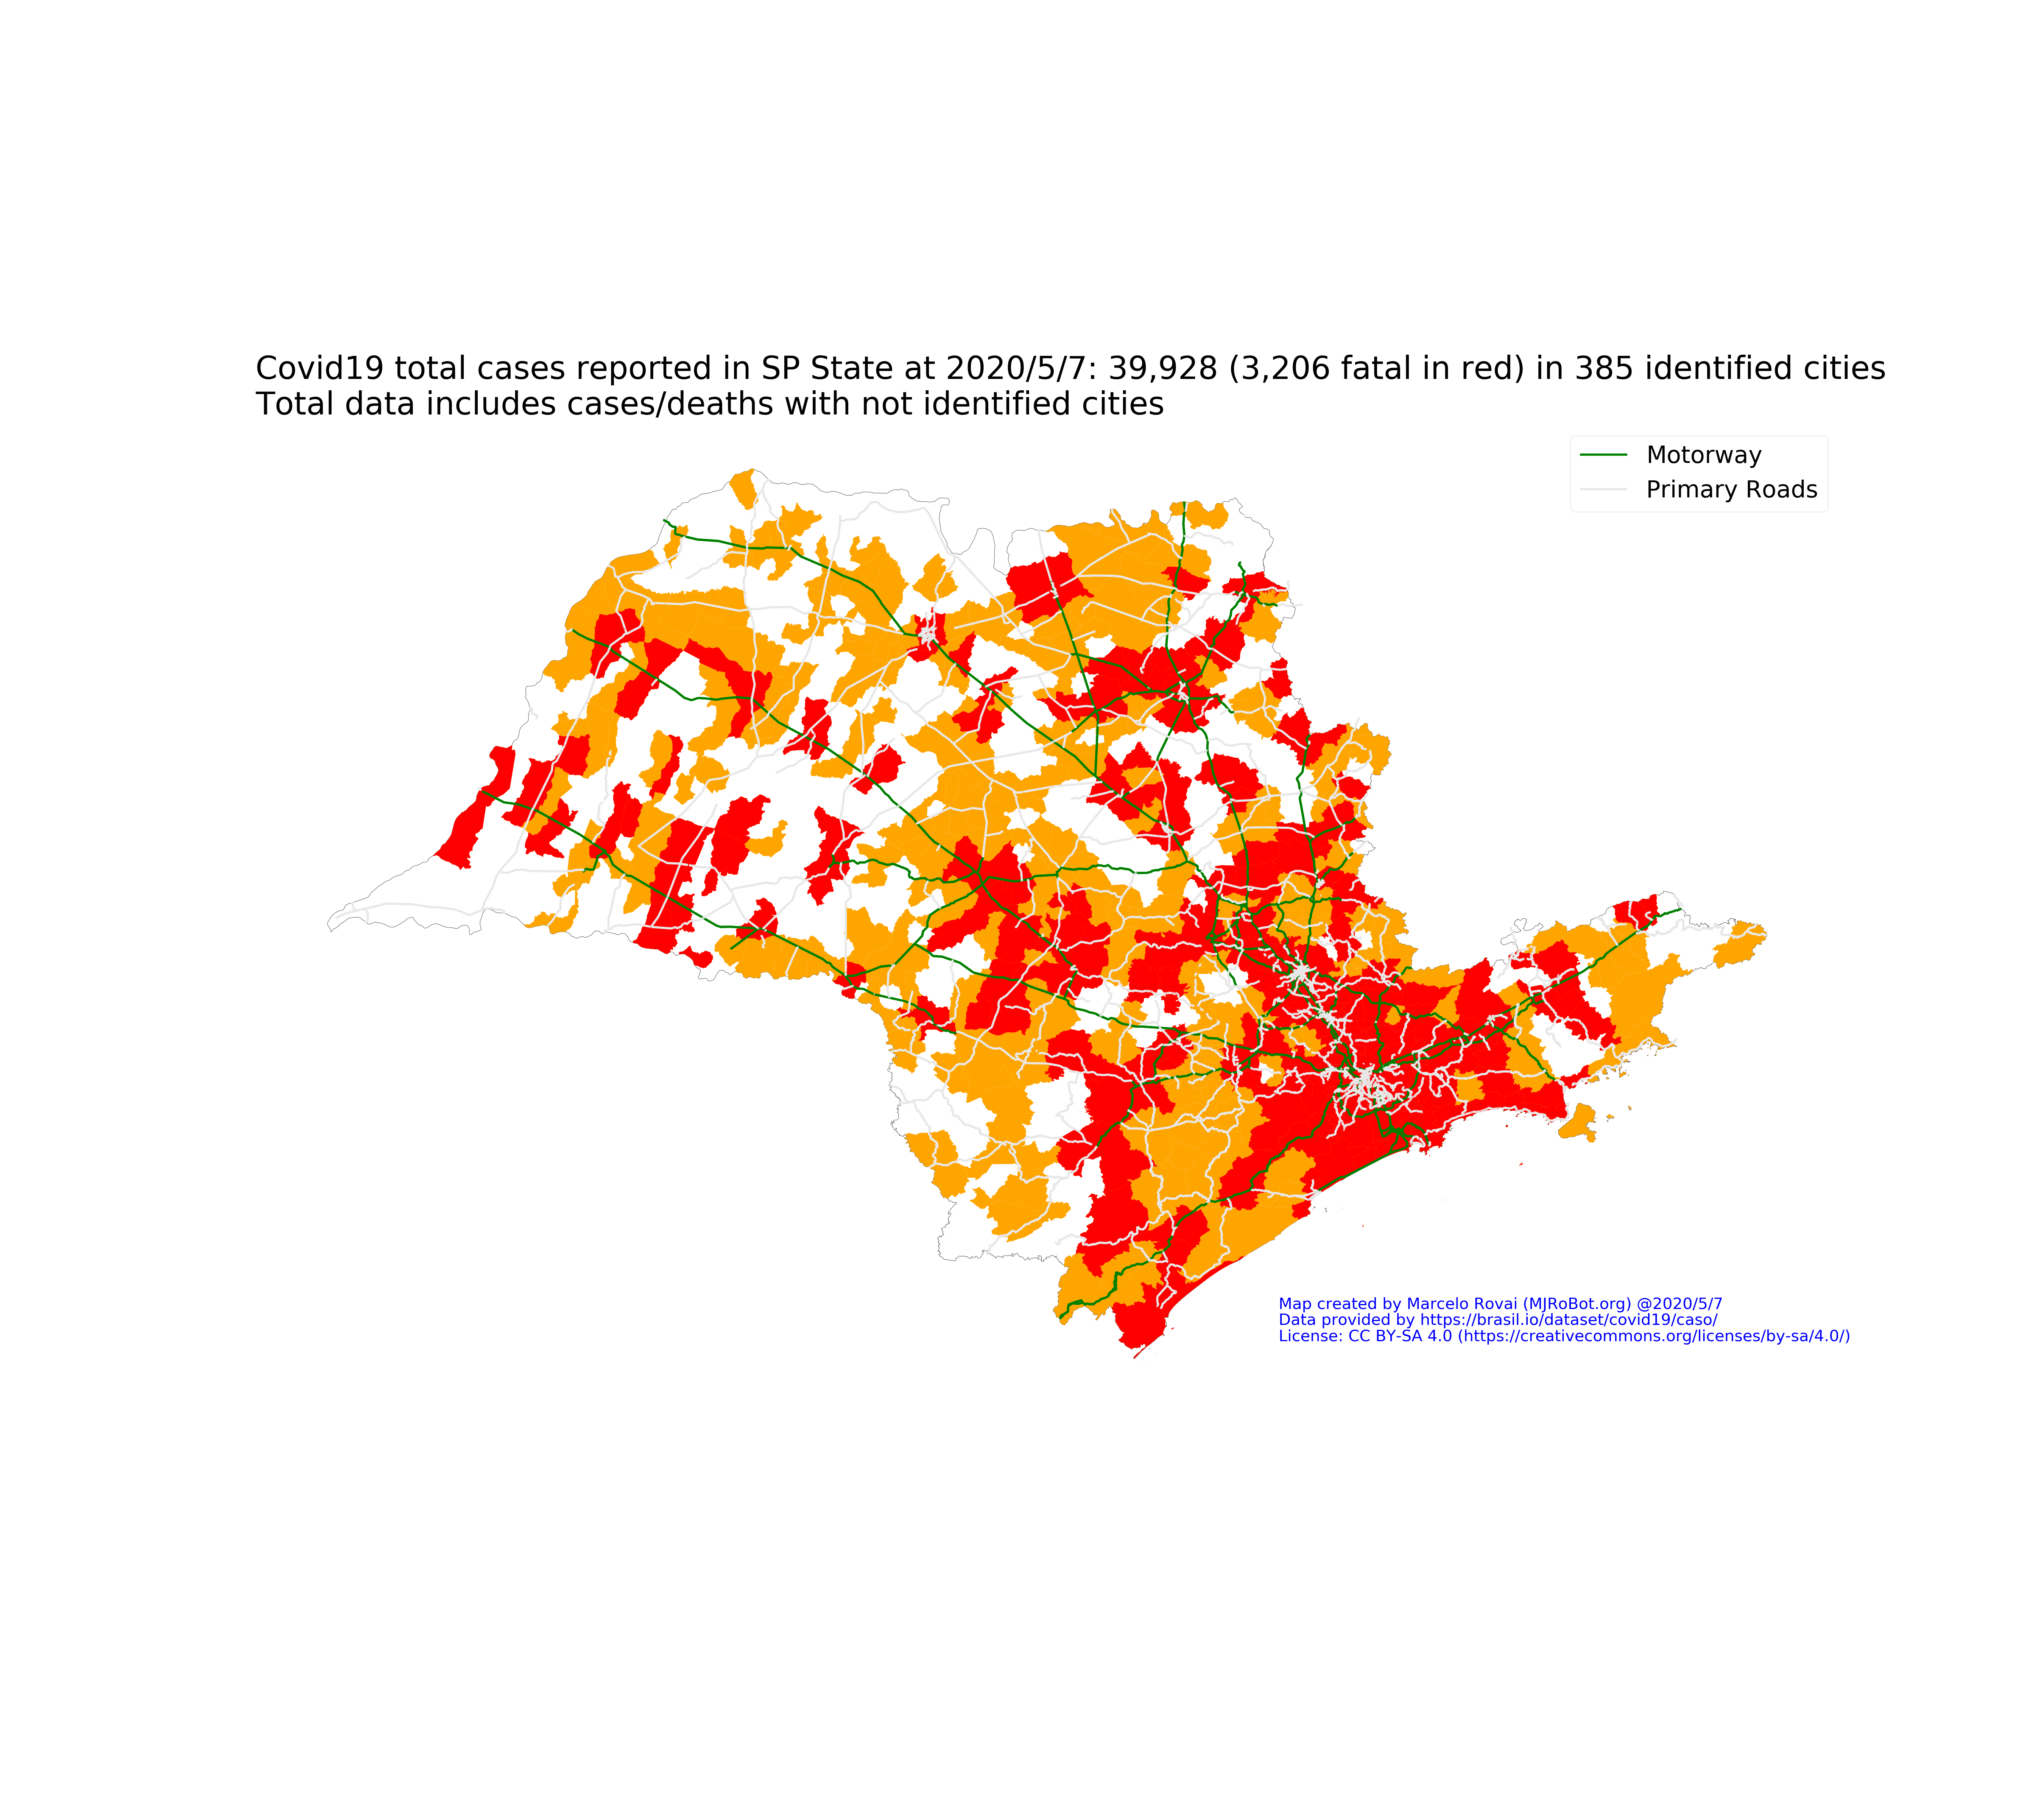 Covid19 total cases reported in SP State at 2020/5/7: 39,928 (3,206 fatal in red) in 385 identified cities
Total data includes cases/deaths with not identified cities
Motorway
Primary Roads
Map created by Marcelo Rovai (MJRoBot.org) @2020/5/7
Data provided by https://brasil.io/dataset/covid19/caso/
License: CC BY-SA 4.0 (https://creativecommons.org/licenses/by-sa/4.0/)